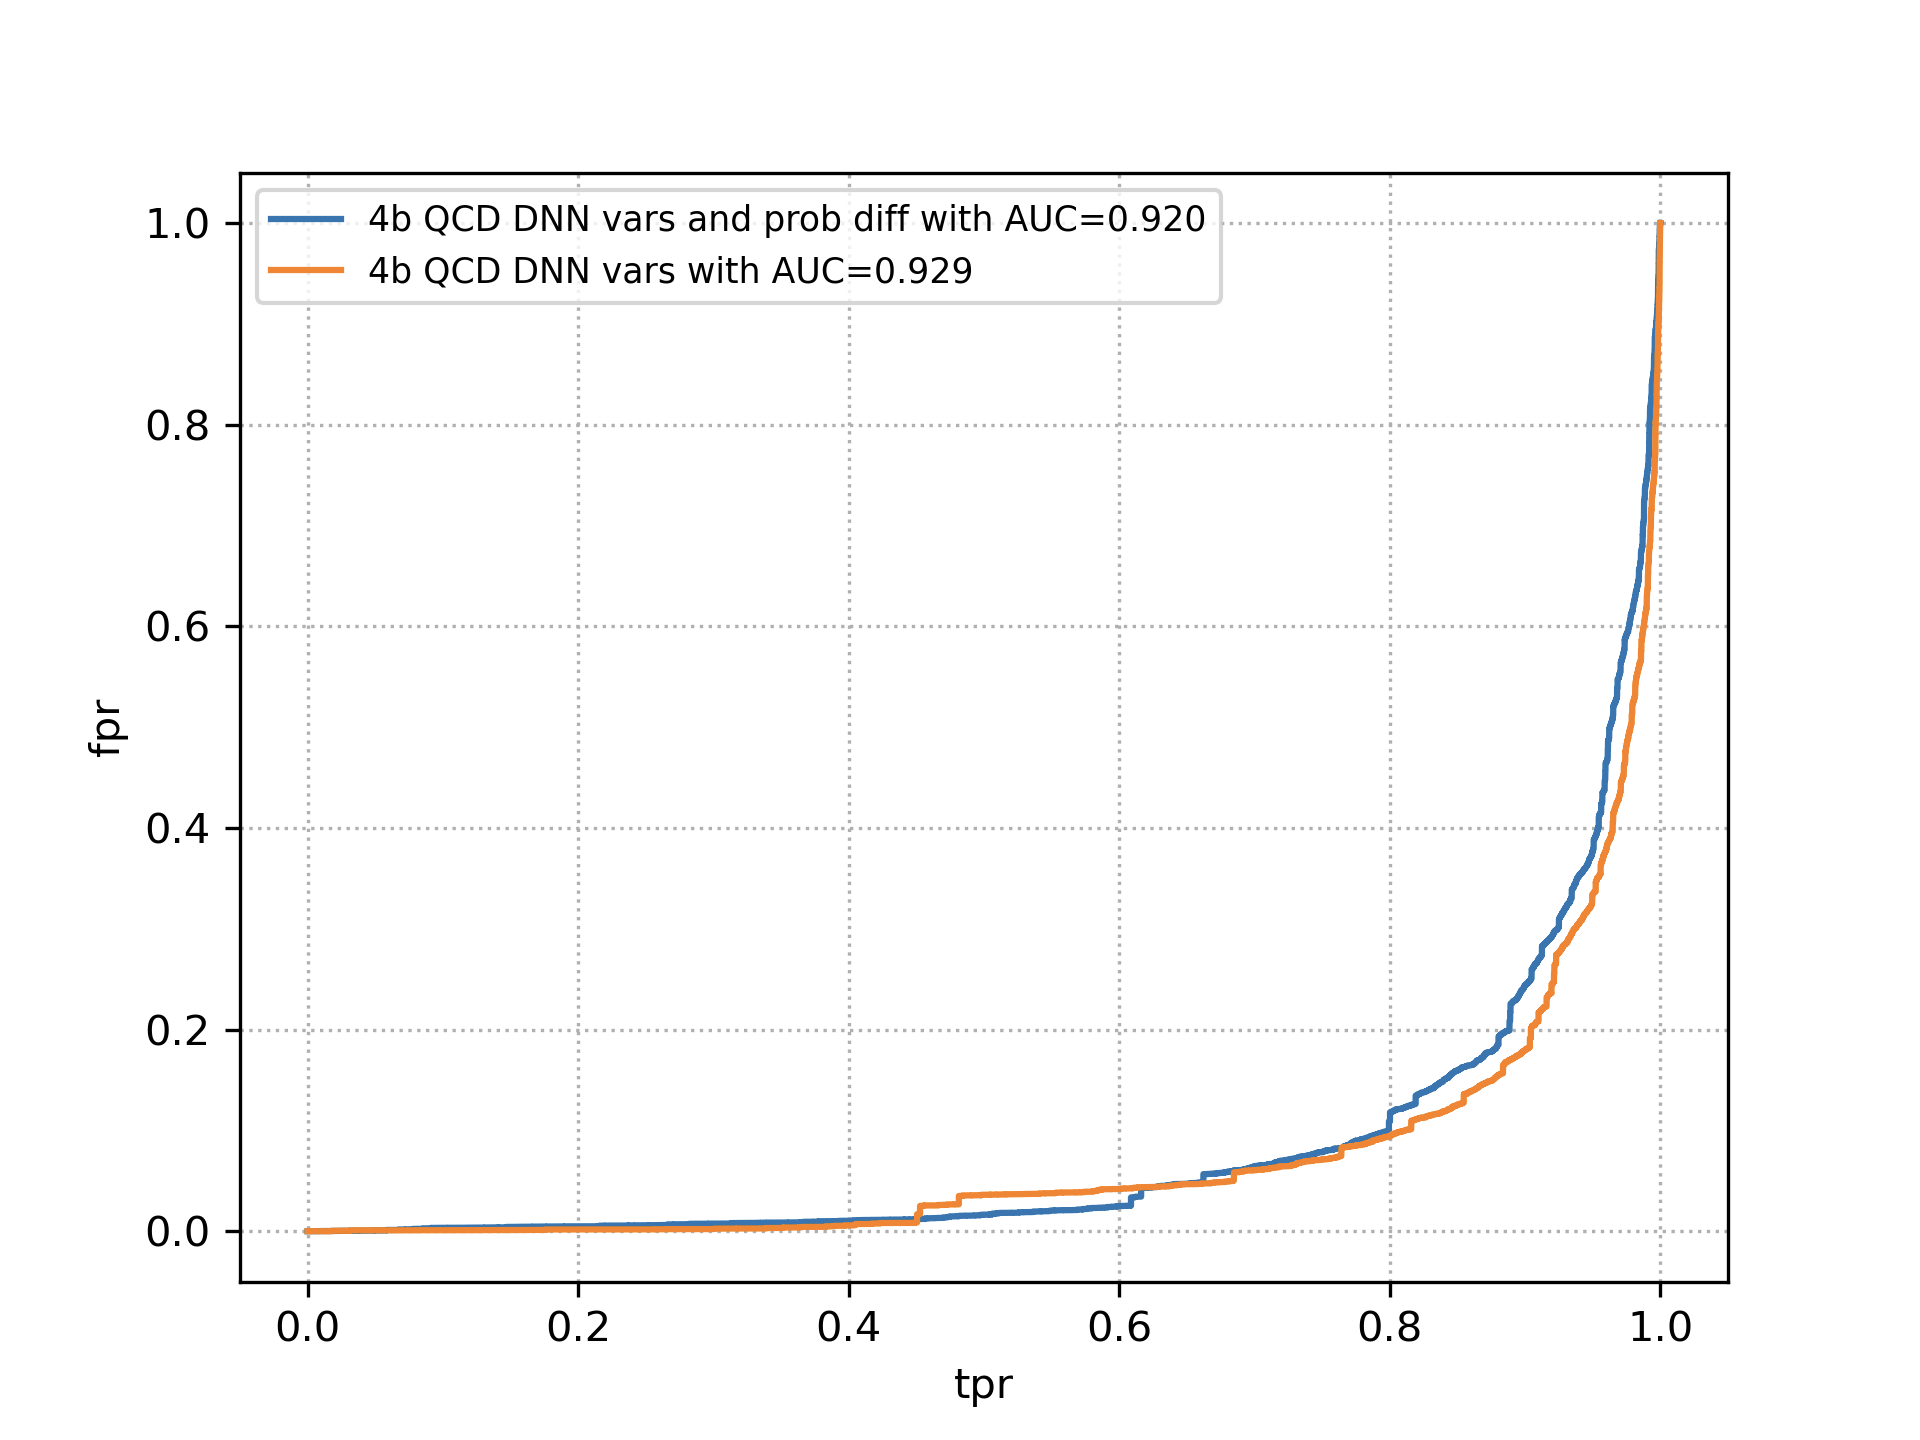 4b QCD DNN vars and prob diff with AUC=0.920
4b QCD DNN vars with AUC=0.929
1.0
0.8
0.6
0.4
0.2
0.0
fpr
0.0 0.2 0.4 0.6 0.8 1.0
tpr